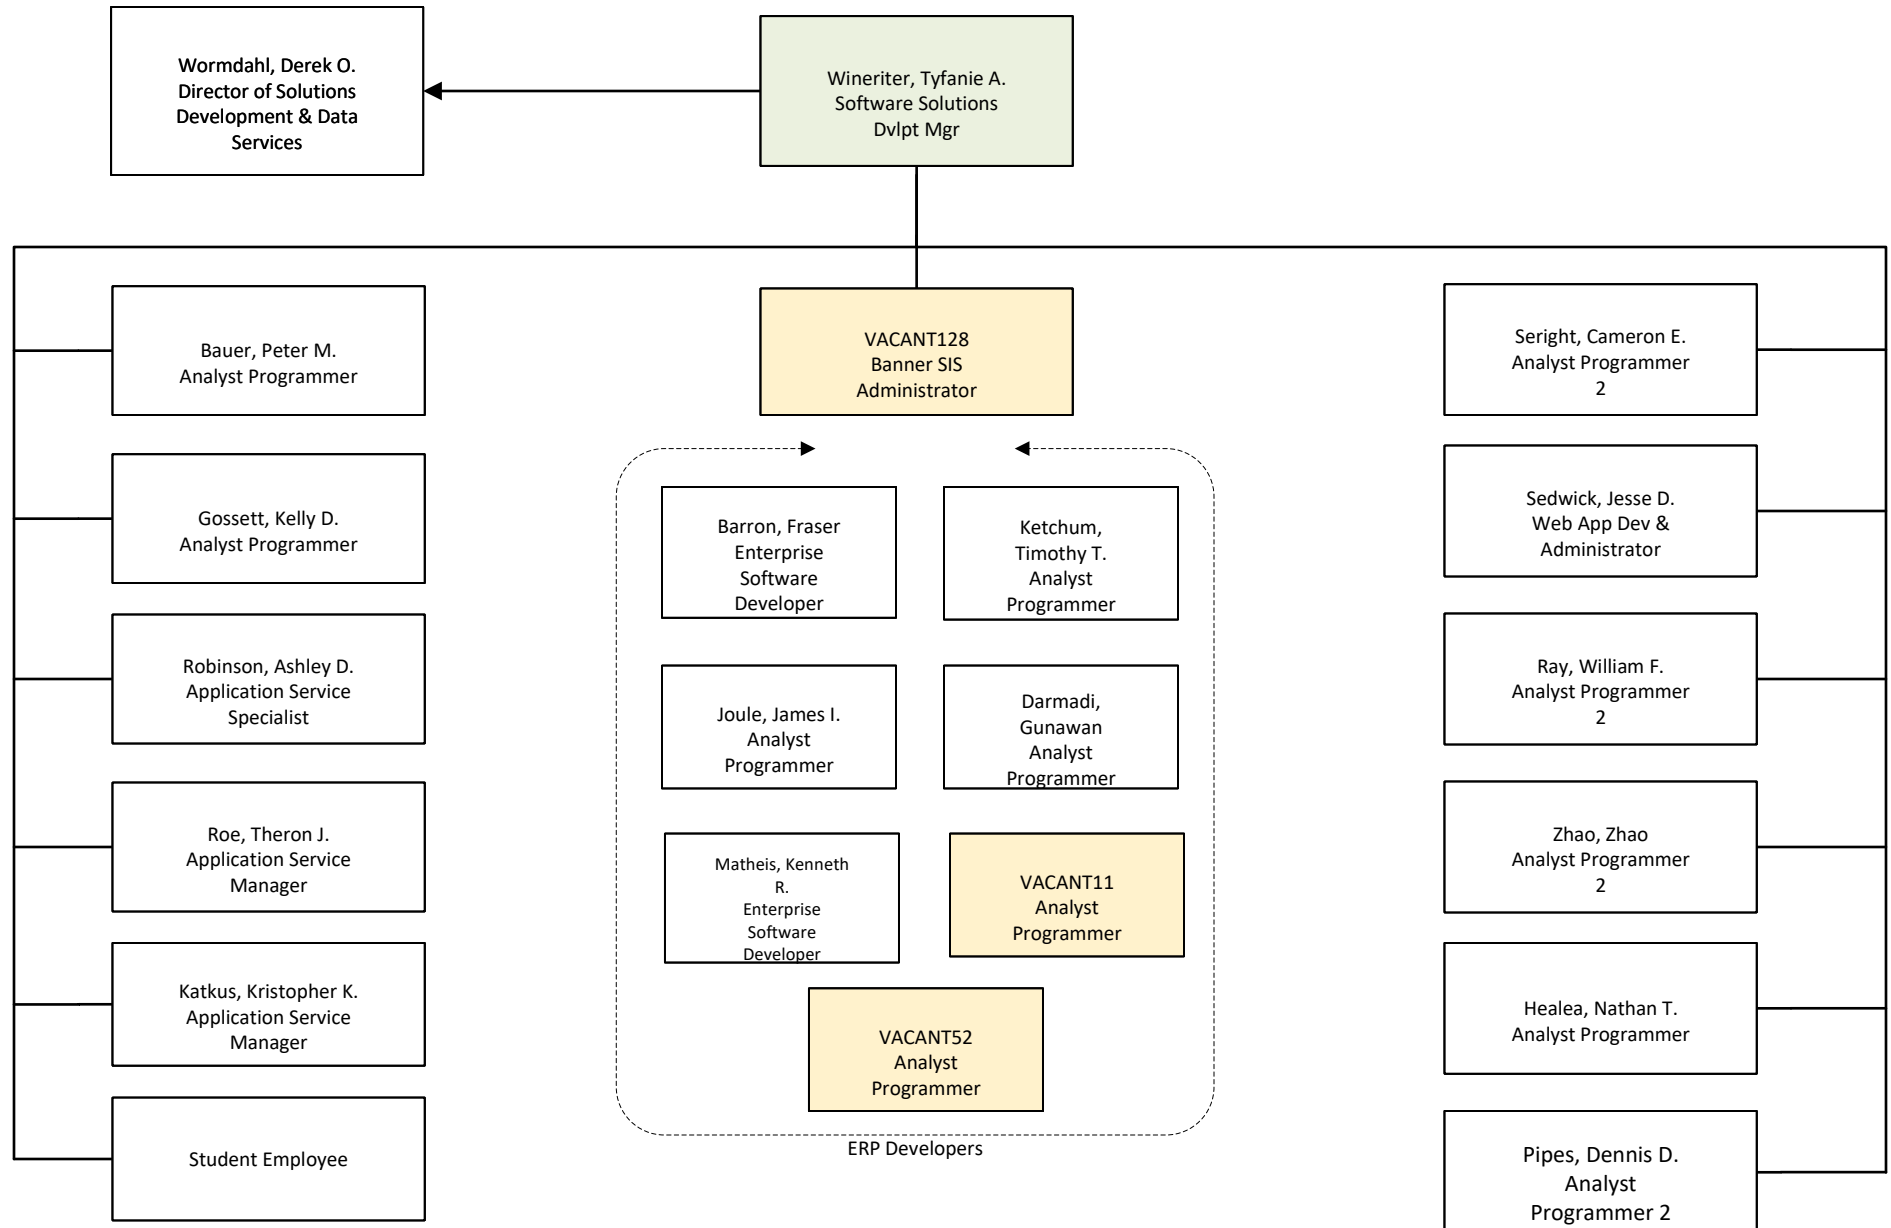 Wormdahl, Derek O.
Director of Solutions
Development & Data
Services
Wineriter, Tyfanie A.
Software Solutions
Dvlpt Mgr
Bauer, Peter M.
Analyst Programmer
Gossett, Kelly D.
Analyst Programmer
Robinson, Ashley D.
Application Service
Specialist
Roe, Theron J.
Application Service
Manager
Katkus, Kristopher K.
Application Service
Manager
Student Employee
VACANT128
Banner SIS
Administrator
Barron, Fraser
Enterprise
Software
Developer
Ketchum,
Timothy T.
Analyst
Programmer
Joule, James I.
Analyst
Programmer
Darmadi,
Gunawan
Analyst
Programmer
Matheis, Kenneth
R.
Enterprise
Software
Developer
VACANT11
Analyst
Programmer
VACANT52
Analyst
Programmer
ERP Developers
Seright, Cameron E.
Analyst Programmer
2
Sedwick, Jesse D.
Web App Dev &
Administrator
Ray, William F.
Analyst Programmer
2
Zhao, Zhao
Analyst Programmer
2
Healea, Nathan T.
Analyst Programmer
Pipes, Dennis D.
Analyst
Programmer 2